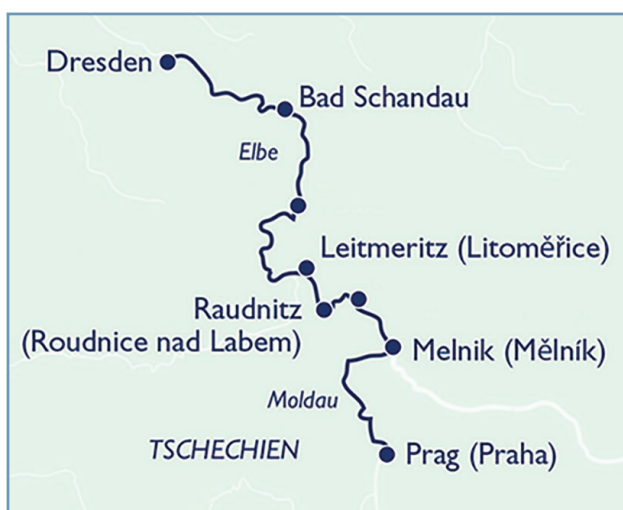 Dresden
Bad Schandau
Elbe
Leitmeritz (Litoměřice)
Raudnitz
(Roudnice nad Labem)
Melnik (Mělník)
Moldau
TSCHECHIEN
Prag (Praha)